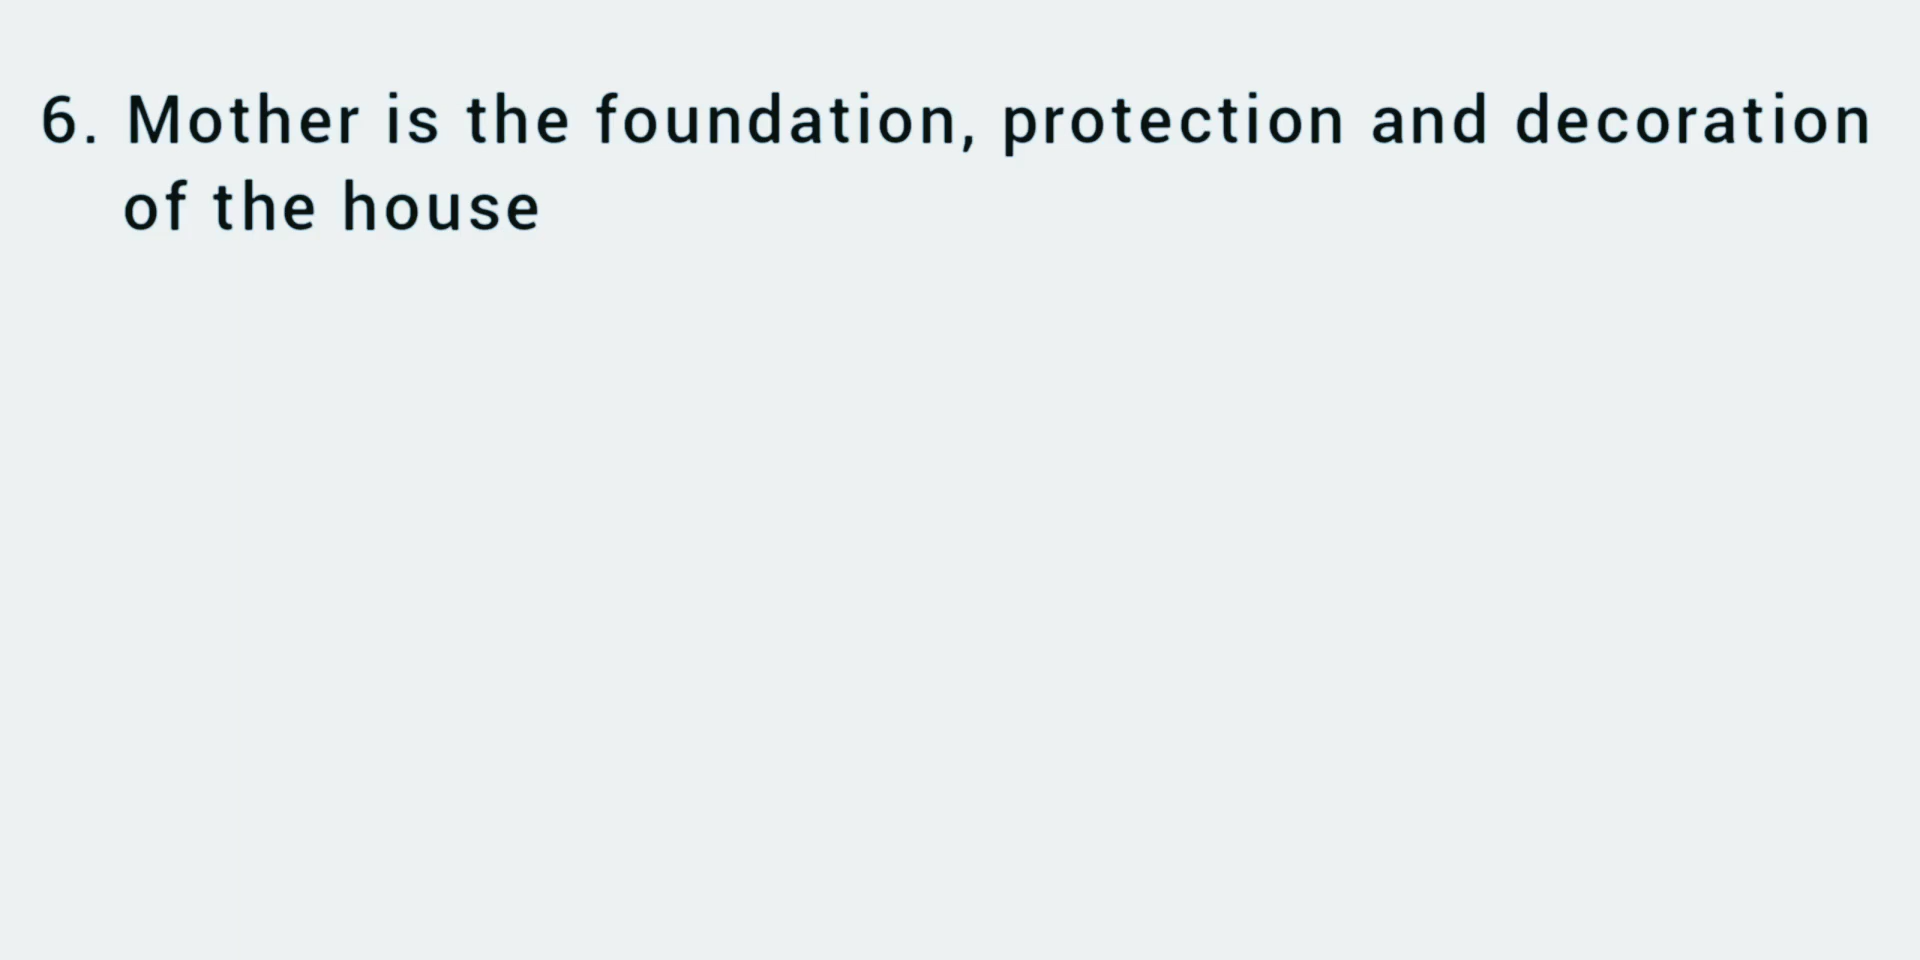 6. Mother is the foundation, protection and decoration
of the house